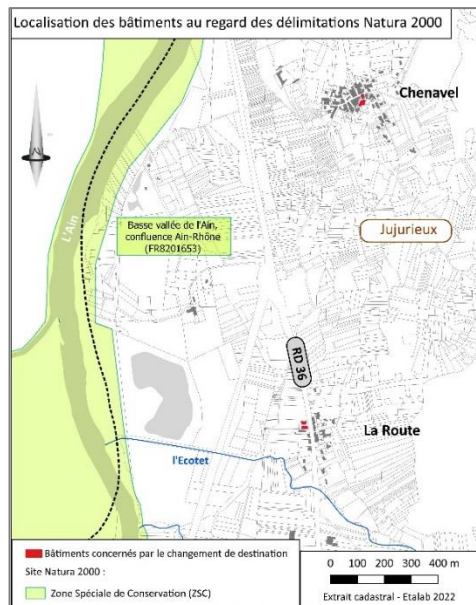 Localisation des bâtiments au regard des délimitations Natura 2000
Chenavel
L'Ain
Basse vallée de l'Ain,
confluence Ain-Rhône
(FR8201653)
Jujurieux
RD 36
La Route
l'Ecotet
Bâtiments concernés par le changement de destination
Site Natura 2000 :
Zone Spéciale de Conservation (ZSC)
0 100 200 300 400 m
Extrait cadastral - Etalab 2022